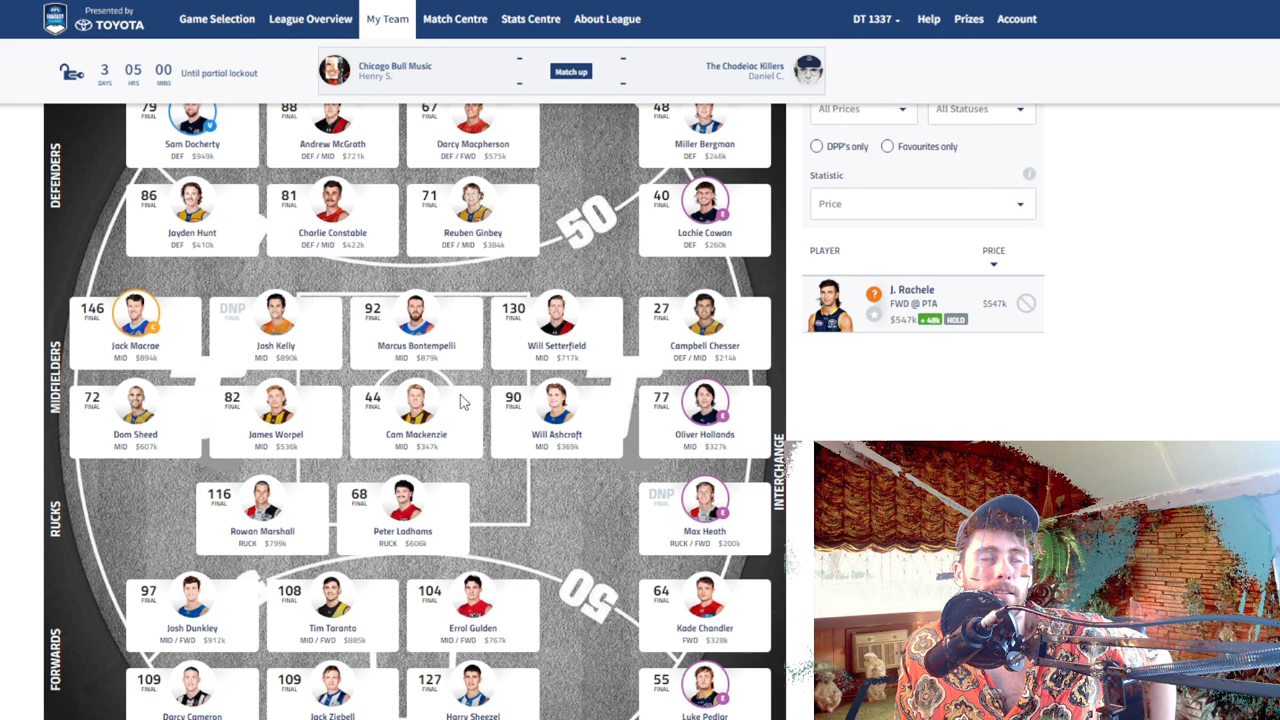 Presented by
TOYOTA
Game Selection League Overview My Team Match Centre Stats Centre About League
DT 1337 Help Prizes Account
3 05 00 Until partial lockout
DAYS HRS MINS
Chicago Bull Music
Henry S.
- -
Match up
- -
The Chodeiac Killers
Daniel C.
DEFENDERS
79
FINAL
V
Sam Docherty
DEF $949k
88
FINAL
Andrew McGrath
DEF / MID $721k
67
FINAL
Darcy Macpherson
DEF / FWD $575k
48
FINAL
Miller Bergman
DEF $246k
86
FINAL
Jayden Hunt
DEF $410k
81
FINAL
Charlie Constable
DEF / MID $422k
71
FINAL
Reuben Ginbey
DEF / MID $384k
40
FINAL
E
Lachie Cowan
DEF $260k
50
MIDFIELDERS
146
FINAL
C
Jack Macrae
MID $894k
DNP
FINAL
Josh Kelly
MID $890k
92
FINAL
Marcus Bontempelli
MID $879k
130
FINAL
Will Setterfield
MID $717k
27
FINAL
Campbell Chesser
DEF / MID $214k
72
FINAL
Dom Sheed
MID $607k
82
FINAL
James Worpel
MID $536k
44
FINAL
Cam Mackenzie
MID $347k
90
FINAL
Will Ashcroft
MID $369k
77
FINAL
E
Oliver Hollands
MID $327k
INTERCHANGE
RUCKS
116
FINAL
Rowan Marshall
RUCK $799k
68
FINAL
Peter Ladhams
RUCK $606k
DNP
FINAL
E
Max Heath
RUCK / FWD $200k
50
FORWARDS
97
FINAL
Josh Dunkley
MID / FWD $912k
108
FINAL
Tim Taranto
MID / FWD $885k
104
FINAL
Errol Gulden
MID / FWD $767k
64
FINAL
Kade Chandler
FWD $328k
109
FINAL
Darcy Cameron
109
FINAL
Jack Ziebell
127
FINAL
Harry Sheezel
55
FINAL
E
Luke Pedlar
All Prices All Statuses
DPP's only Favourites only
Statistic
Price
PLAYER PRICE
?
J. Rachele
FWD @ PTA $547k
$547k + 48k HOLD